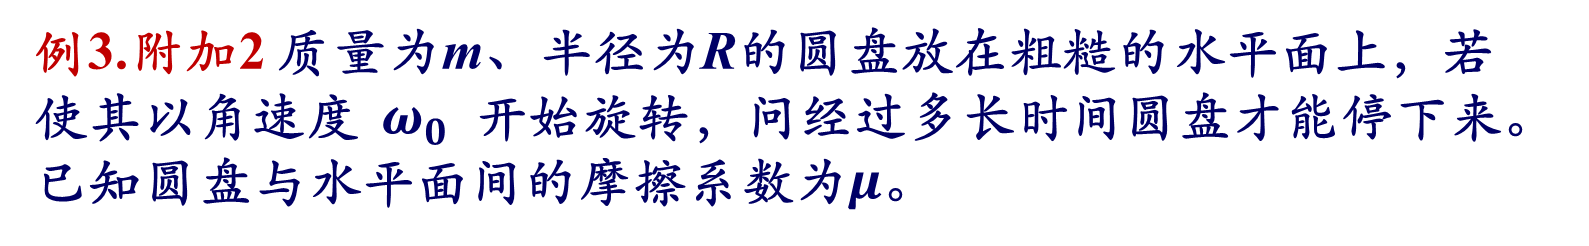 例3.附加2 质量为m、半径为R的圆盘放在粗糙的水平面上，若
使其以角速度 ω₀ 开始旋转，问经过多长时间圆盘才能停下来。
已知圆盘与水平面间的摩擦系数为μ。